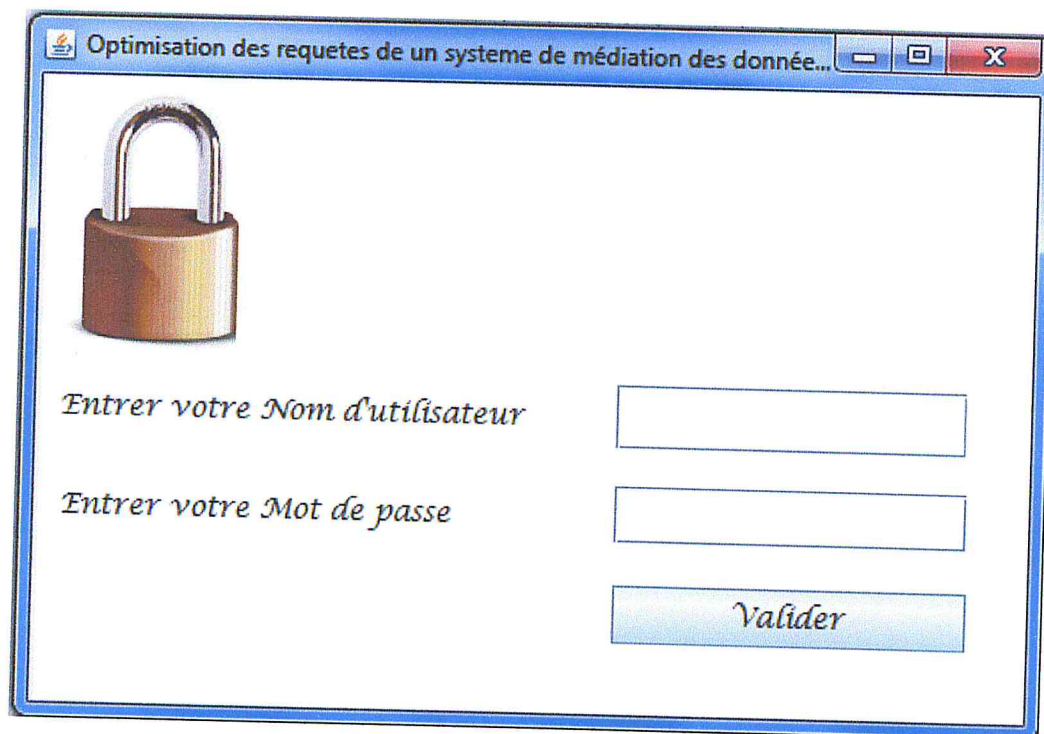 Optimisation des requetes de un systeme de médiation des donnée...
Entrer votre Nom d'utilisateur
Entrer votre Mot de passe
Valider